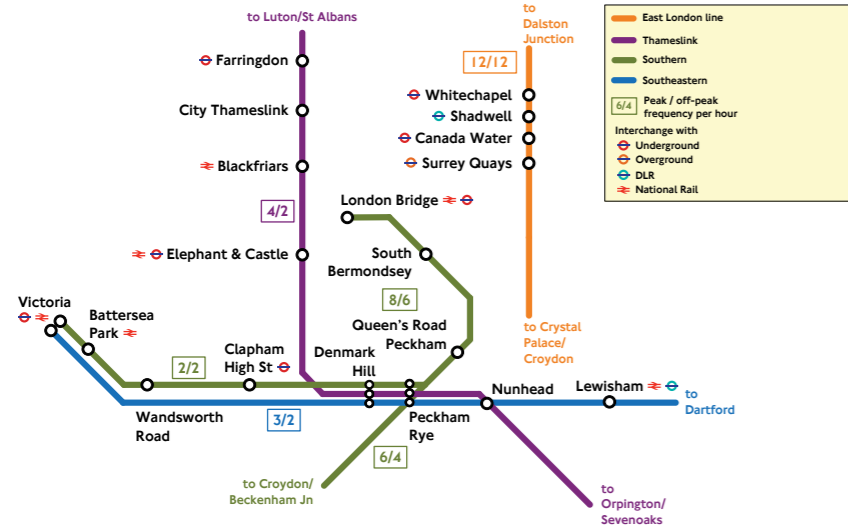 to Luton/St Albans
to
Dalston
Junction
East London line
Thameslink
Southern
Southeastern
6/4
Peak / off-peak
frequency per hour
Interchange with
Underground
Overground
DLR
National Rail
12/12
Farringdon
City Thameslink
Blackfriars
4/2
Elephant & Castle
Whitechapel
Shadwell
Canada Water
Surrey Quays
London Bridge
South
Bermondsey
8/6
Queen's Road
Peckham
to Crystal
Palace/
Croydon
Victoria
Battersea
Park
2/2
Clapham
High St
Denmark
Hill
Nunhead
Lewisham
to
Dartford
Wandsworth
Road
3/2
Peckham
Rye
6/4
to Croydon/
Beckenham Jn
to
Orpington/
Sevenoaks